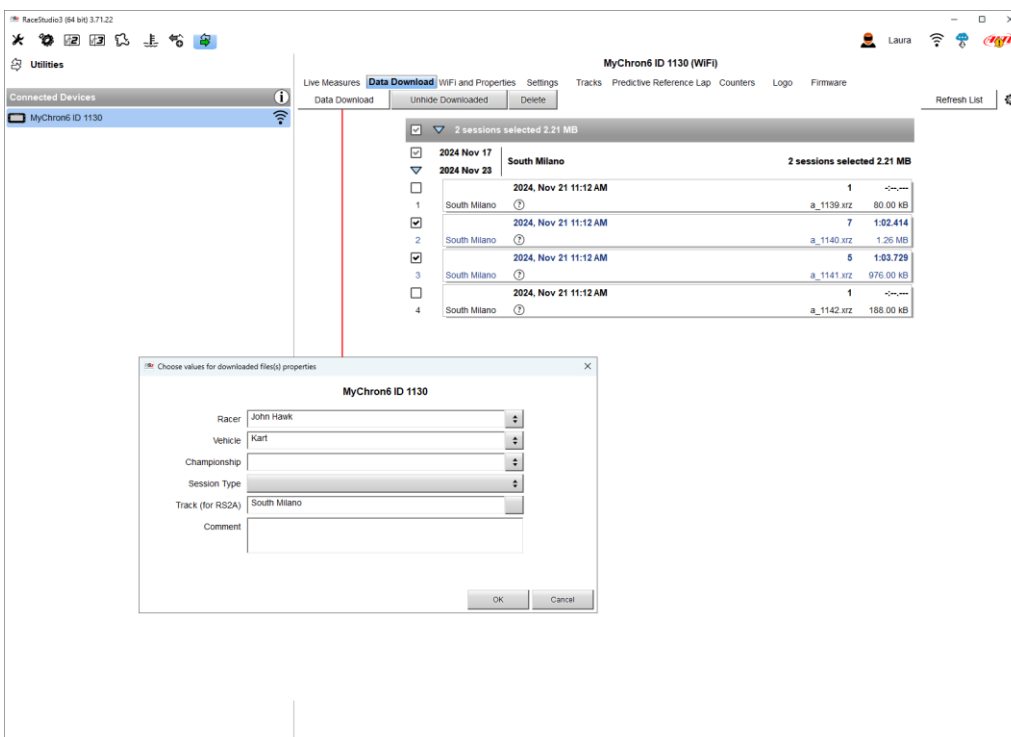 RaceStudio3 (64 bit) 3.71.22
Laura
Utilities
MyChron6 ID 1130 (WiFi)
Live Measures Data Download WiFi and Properties Settings Tracks Predictive Reference Lap Counters Logo Firmware
Connected Devices
Data Download Unhide Downloaded Delete Refresh List
MyChron6 ID 1130
2 sessions selected 2.21 MB
2024 Nov 17
South Milano 2 sessions selected 2.21 MB
2024 Nov 23
2024, Nov 21 11:12 AM 1 -:--.---
1 South Milano ? a_1139.xrz 80.00 kB
2024, Nov 21 11:12 AM 7 1:02.414
2 South Milano ? a_1140.xrz 1.26 MB
2024, Nov 21 11:12 AM 5 1:03.729
3 South Milano ? a_1141.xrz 976.00 kB
2024, Nov 21 11:12 AM 1 -:--.---
4 South Milano ? a_1142.xrz 188.00 kB
Choose values for downloaded files(s) properties
MyChron6 ID 1130
Racer John Hawk
Vehicle Kart
Championship
Session Type
Track (for RS2A) South Milano
Comment
OK Cancel